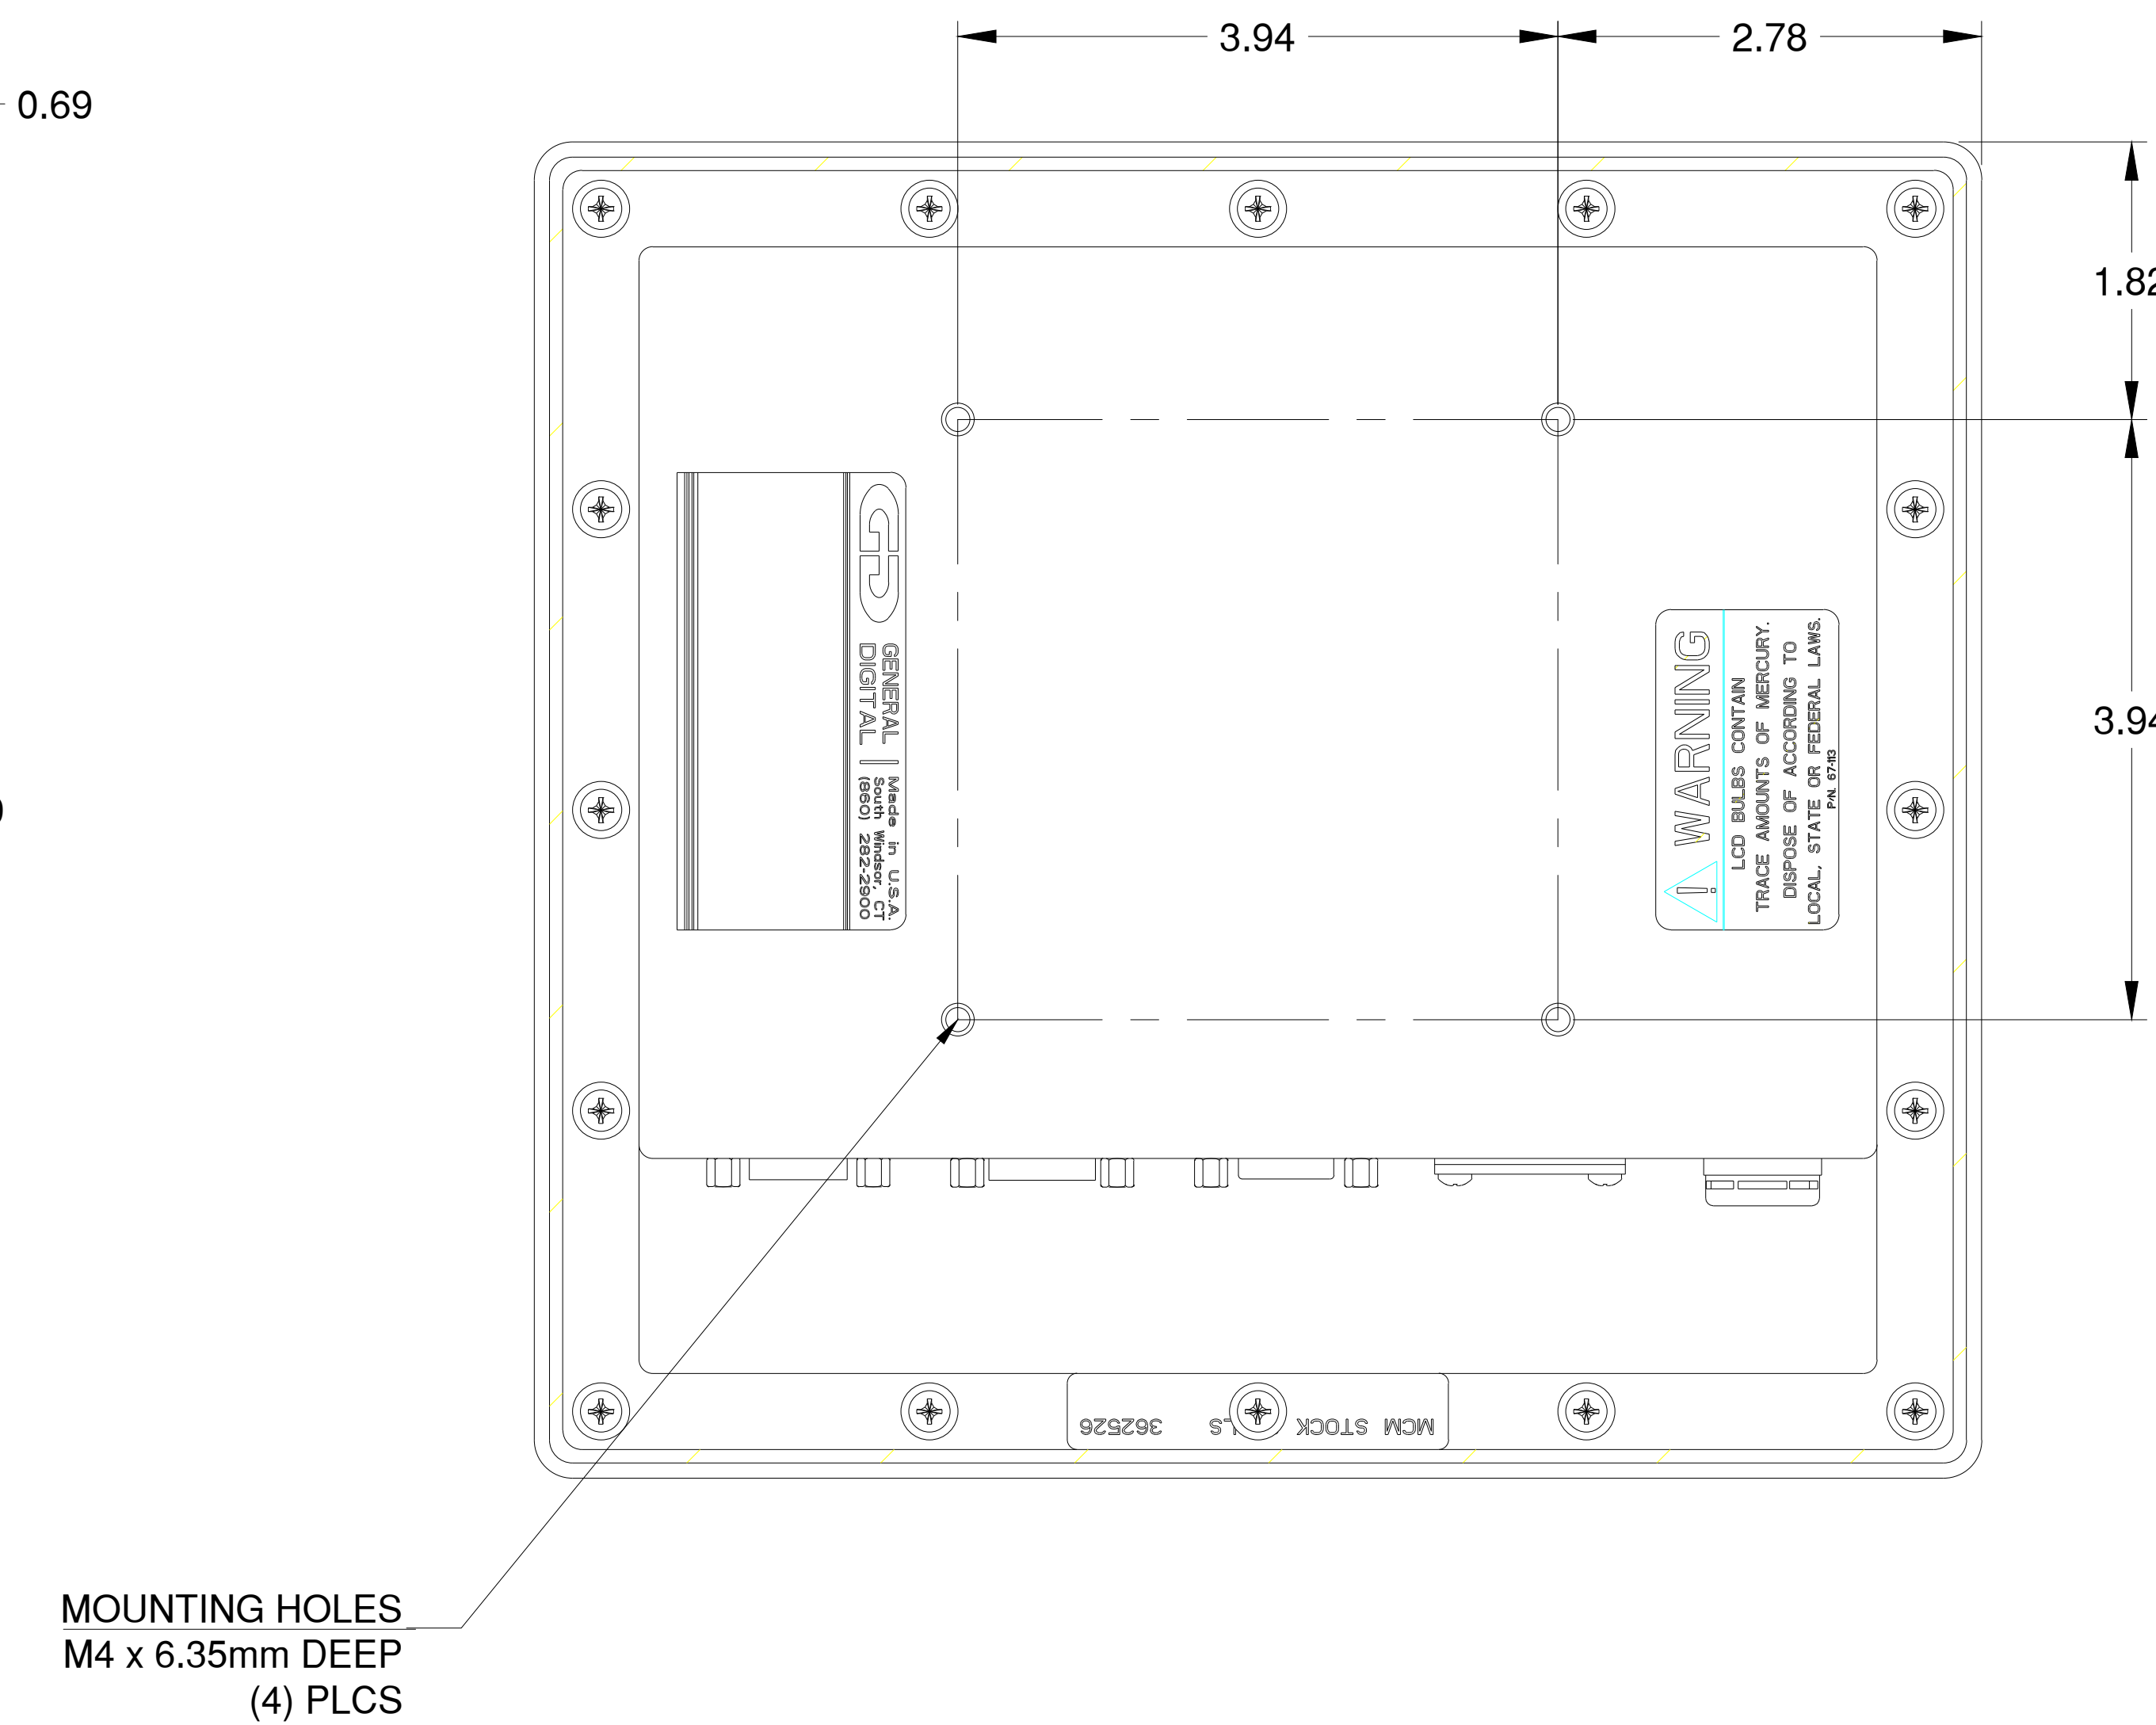 3.94
2.78
0.69
1.82
3.94
GD
GENERAL
DIGITAL
Made in U.S.A.
South Windsor, CT
(860) 282-2900
! WARNING
LCD BULBS CONTAIN
TRACE AMOUNTS OF MERCURY.
DISPOSE OF ACCORDING TO
LOCAL, STATE OR FEDERAL LAWS.
P/N. 67-113
MCM STOCK LS 362526
MOUNTING HOLES
M4 x 6.35mm DEEP
(4) PLCS